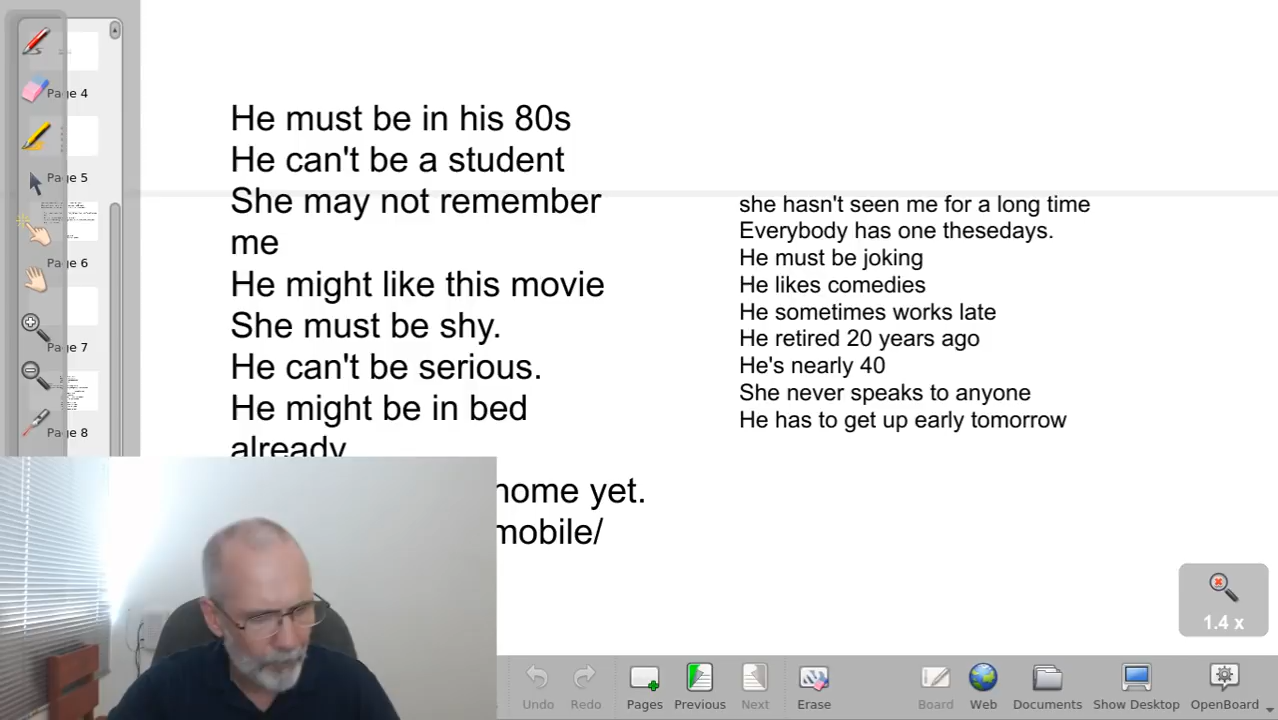 Page 4
Page 5
Page 6
Page 7
Page 8
He must be in his 80s
He can't be a student
She may not remember
me
He might like this movie
She must be shy.
He can't be serious.
He might be in bed
already
home yet.
mobile/
she hasn't seen me for a long time
Everybody has one thesedays.
He must be joking
He likes comedies
He sometimes works late
He retired 20 years ago
He's nearly 40
She never speaks to anyone
He has to get up early tomorrow
1.4 x
Undo Redo Pages Previous Next Erase Board Web Documents Show Desktop OpenBoard